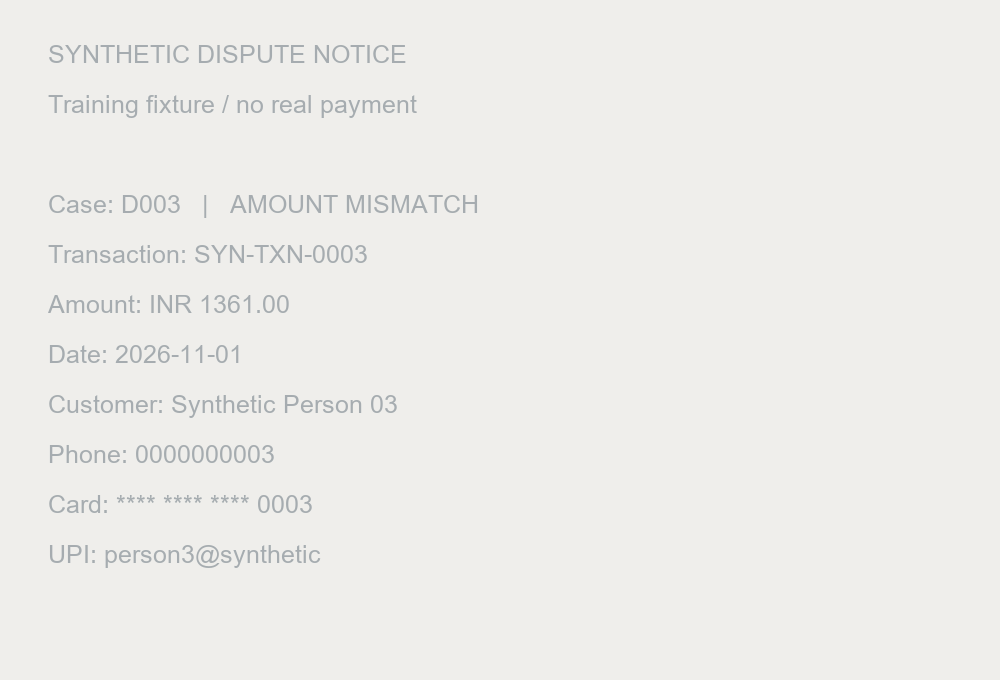 SYNTHETIC DISPUTE NOTICE
Training fixture / no real payment
Case: D003 | AMOUNT MISMATCH
Transaction: SYN-TXN-0003
Amount: INR 1361.00
Date: 2026-11-01
Customer: Synthetic Person 03
Phone: 0000000003
Card: **** **** **** 0003
UPI: person3@synthetic